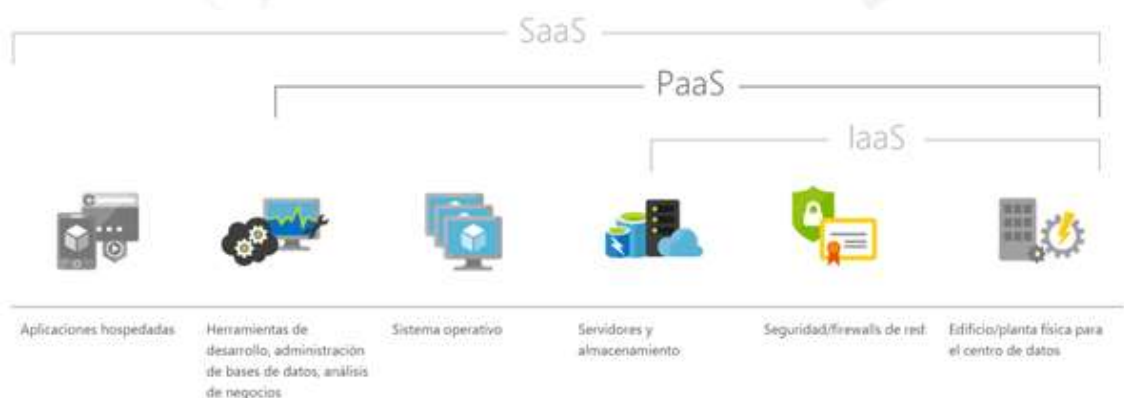 SaaS
PaaS
IaaS
Aplicaciones hospedadas
Herramientas de
desarrollo, administración
de bases de datos, análisis
de negocios
Sistema operativo
Servidores y
almacenamiento
Seguridad/firewalls de red
Edificio/planta física para
el centro de datos